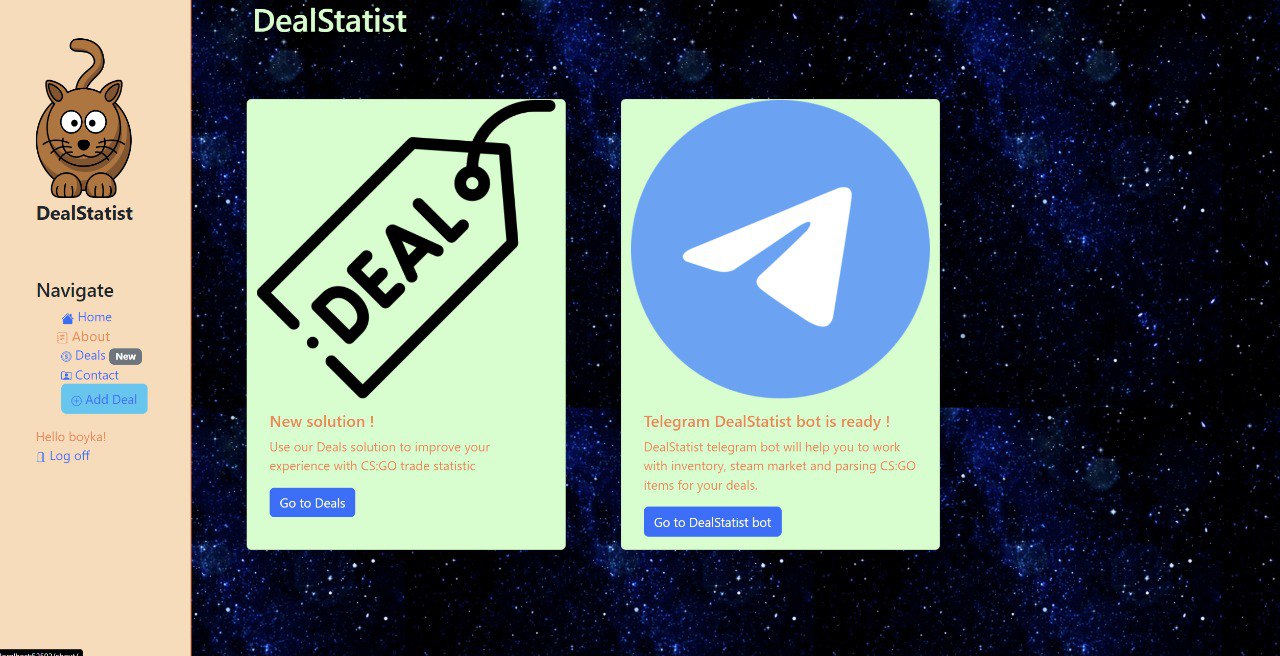 DealStatist
DealStatist
Navigate
Home
About
Deals New
Contact
Add Deal
Hello boyka!
Log off
DEAL
New solution !
Use our Deals solution to improve your
experience with CS:GO trade statistic
Go to Deals
Telegram DealStatist bot is ready !
DealStatist telegram bot will help you to work
with inventory, steam market and parsing CS:GO
items for your deals.
Go to DealStatist bot